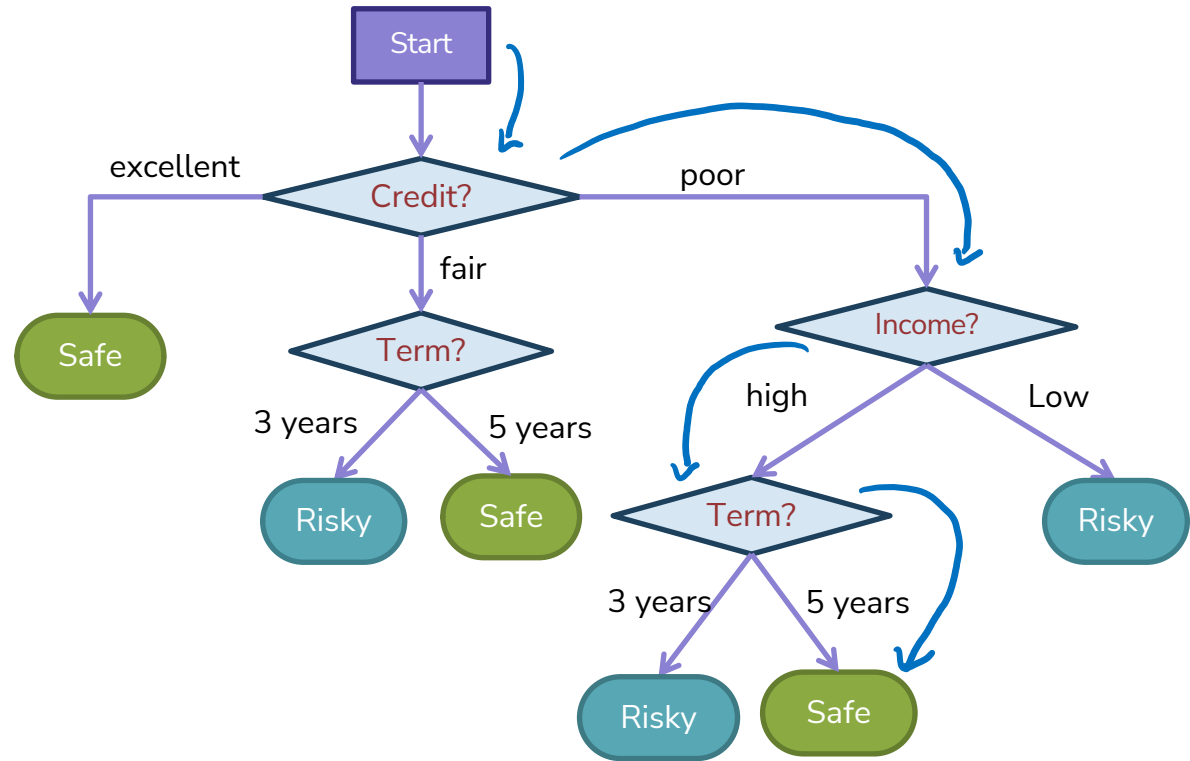 Start
excellent
Credit?
poor
fair
Income?
Safe
Term?
high
Low
3 years
5 years
Risky
Safe
Term?
Risky
3 years
5 years
Risky
Safe